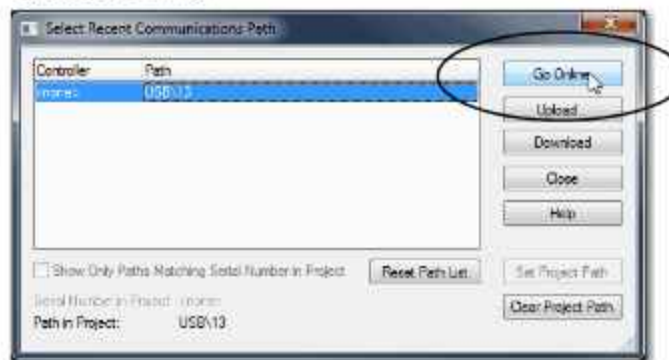 Select Recent Communications Path
Controller Path
<none> USB\13
Go Online
Upload...
Download
Close
Help
Show Only Paths Matching Serial Number in Project
Reset Path List
Set Project Path
Serial Number in Project: <none>
Clear Project Path
Path in Project: USB\13